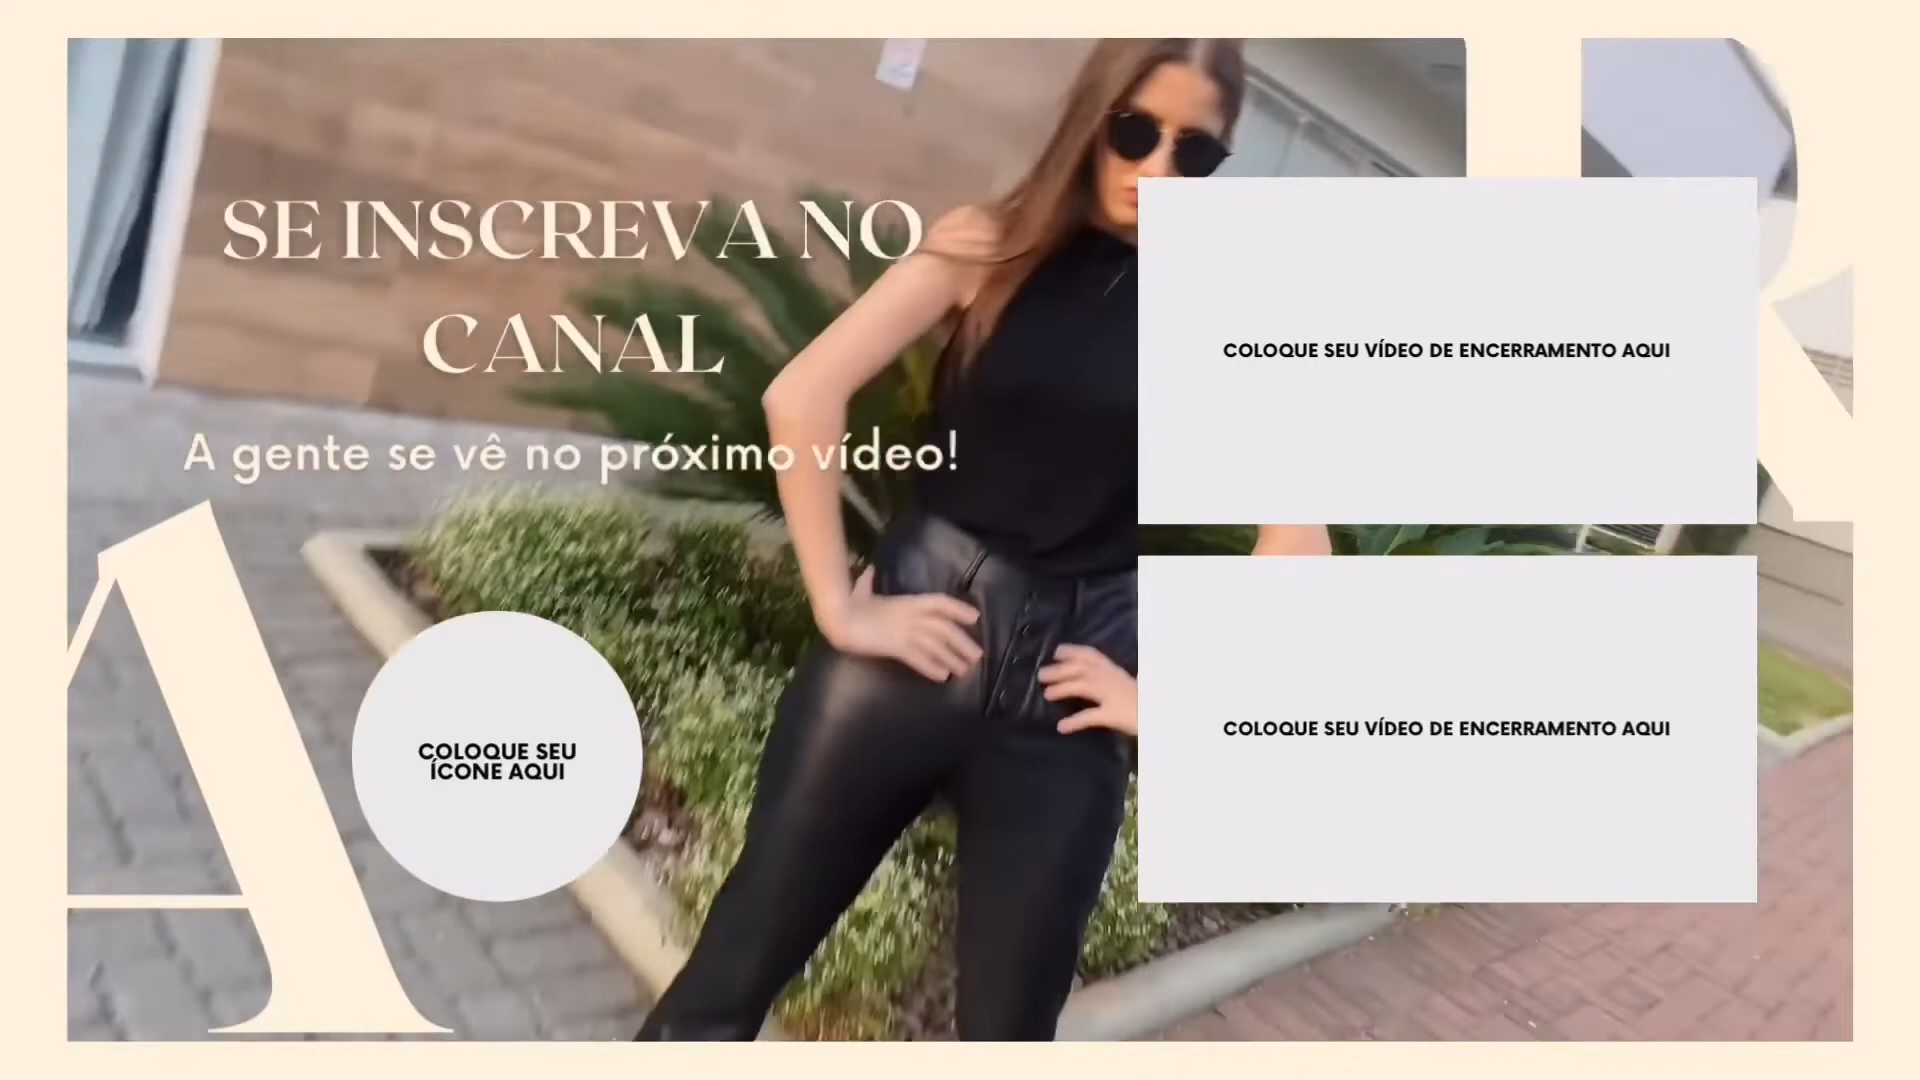 SE INSCREVA NO
CANAL
A gente se vê no próximo vídeo!
COLOQUE SEU VÍDEO DE ENCERRAMENTO AQUI
COLOQUE SEU VÍDEO DE ENCERRAMENTO AQUI
COLOQUE SEU
ÍCONE AQUI
A
R